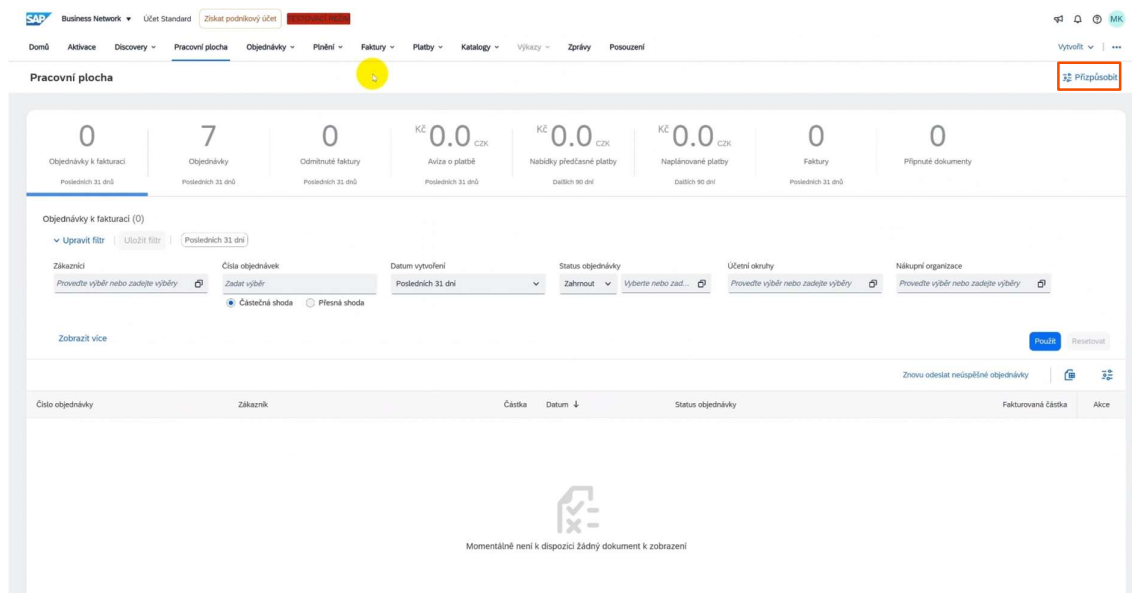 SAP Business Network Účet Standard Získat podnikový účet TESTOVACÍ REŽIM MK
Domů Aktivace Discovery Pracovní plocha Objednávky Plnění Faktury Platby Katalogy Výkazy Zprávy Posouzení Vytvořit
Pracovní plocha Přizpůsobit
0 7 0 Kč 0.0 CZK Kč 0.0 CZK Kč 0.0 CZK 0 0
Objednávky k fakturaci Objednávky Odmítnuté faktury Avíza o platbě Nabídky předčasné platby Naplánované platby Faktury Připnuté dokumenty
Posledních 31 dnů Posledních 31 dnů Posledních 31 dnů Posledních 31 dnů Dalších 90 dní Dalších 90 dní Posledních 31 dnů
Objednávky k fakturaci (0)
Upravit filtr Uložit filtr Posledních 31 dní
Zákazníci Čísla objednávek Datum vytvoření Status objednávky Účetní okruhy Nákupní organizace
Proveďte výběr nebo zadejte výběry Zadat výběr Posledních 31 dní Zahrnout Vyberte nebo zad... Proveďte výběr nebo zadejte výběry Proveďte výběr nebo zadejte výběry
Částečná shoda Přesná shoda
Zobrazit více Použít Resetovat
Znovu odeslat neúspěšné objednávky
Číslo objednávky Zákazník Částka Datum ↓ Status objednávky Fakturovaná částka Akce
Momentálně není k dispozici žádný dokument k zobrazení